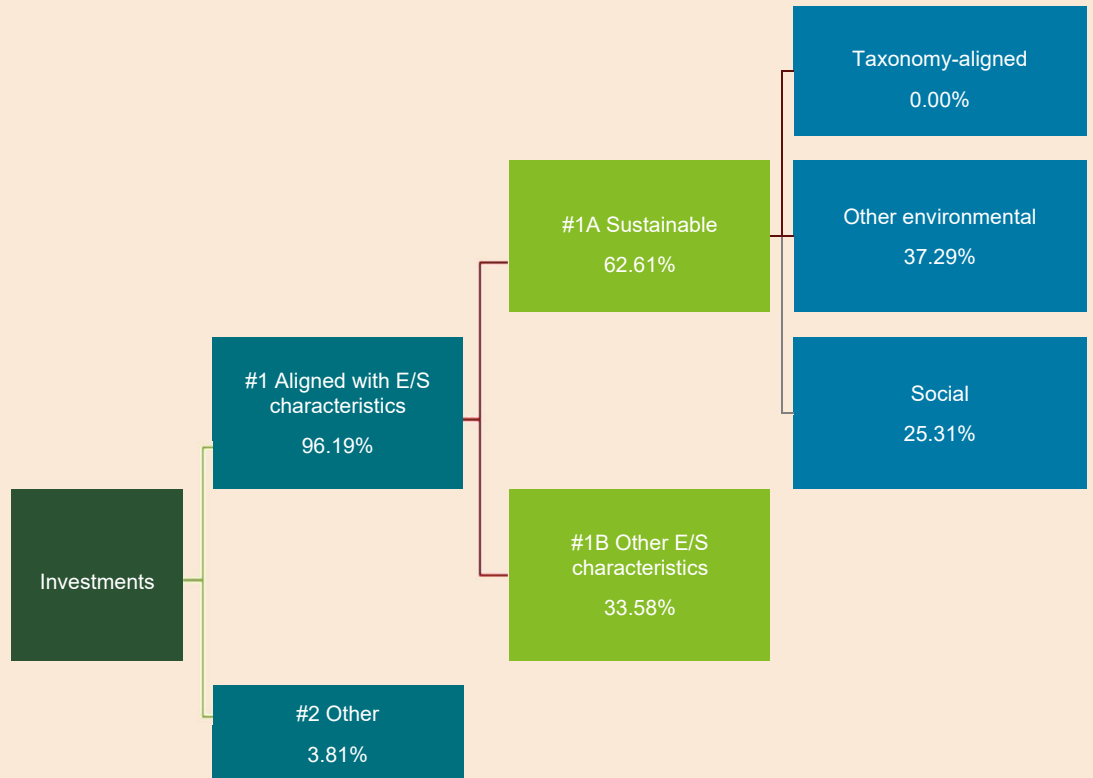 Investments
#1 Aligned with E/S
characteristics
96.19%
#2 Other
3.81%
#1A Sustainable
62.61%
#1B Other E/S
characteristics
33.58%
Taxonomy-aligned
0.00%
Other environmental
37.29%
Social
25.31%